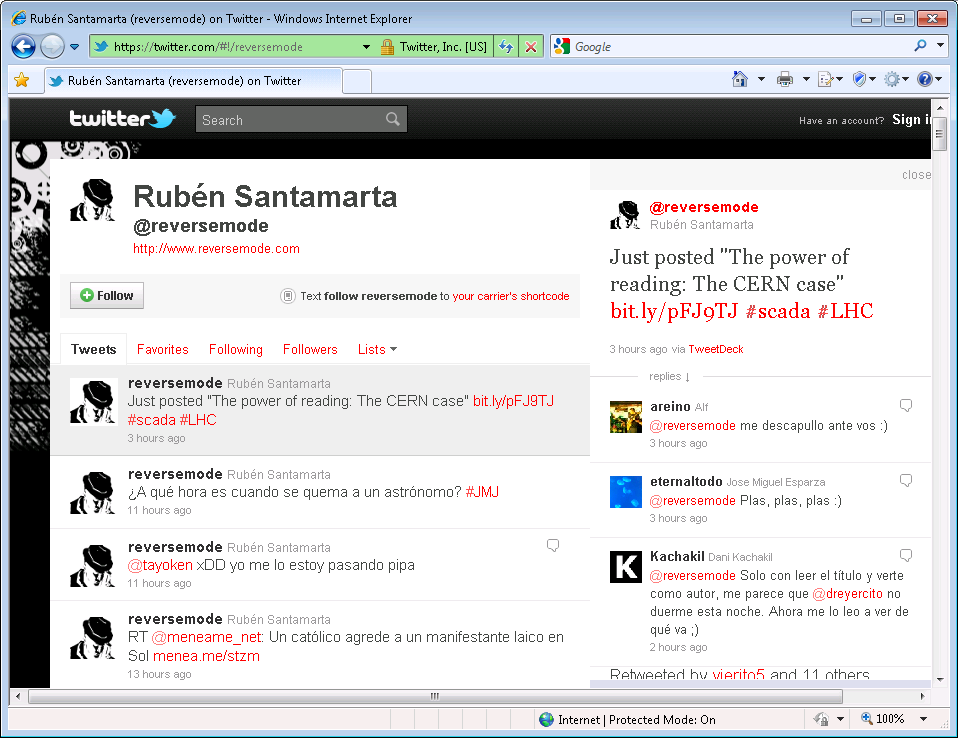 Rubén Santamarta (reversemode) on Twitter - Windows Internet Explorer
https://twitter.com/#!/reversemode
Twitter, Inc. [US]
Google
Rubén Santamarta (reversemode) on Twitter
twitter
Search
Have an account? Sign in
Rubén Santamarta
@reversemode
http://www.reversemode.com
Follow
Text follow reversemode to your carrier's shortcode
Tweets Favorites Following Followers Lists
reversemode Rubén Santamarta
Just posted "The power of reading: The CERN case" bit.ly/pFJ9TJ
#scada #LHC
3 hours ago
reversemode Rubén Santamarta
¿A qué hora es cuando se quema a un astrónomo? #JMJ
11 hours ago
reversemode Rubén Santamarta
@tayoken xDD yo me lo estoy pasando pipa
11 hours ago
reversemode Rubén Santamarta
RT @meneame_net: Un católico agrede a un manifestante laico en
Sol menea.me/stzm
13 hours ago
close
@reversemode
Rubén Santamarta
Just posted "The power of
reading: The CERN case"
bit.ly/pFJ9TJ #scada #LHC
3 hours ago via TweetDeck
replies ↓
areino Alf
@reversemode me descapullo ante vos :)
3 hours ago
eternaltodo Jose Miguel Esparza
@reversemode Plas, plas, plas :)
3 hours ago
K
Kachakil Dani Kachakil
@reversemode Solo con leer el título y verte
como autor, me parece que @dreyercito no
duerme esta noche. Ahora me lo leo a ver de
qué va ;)
2 hours ago
Retweeted by vierito5 and 11 others
Internet | Protected Mode: On
100%